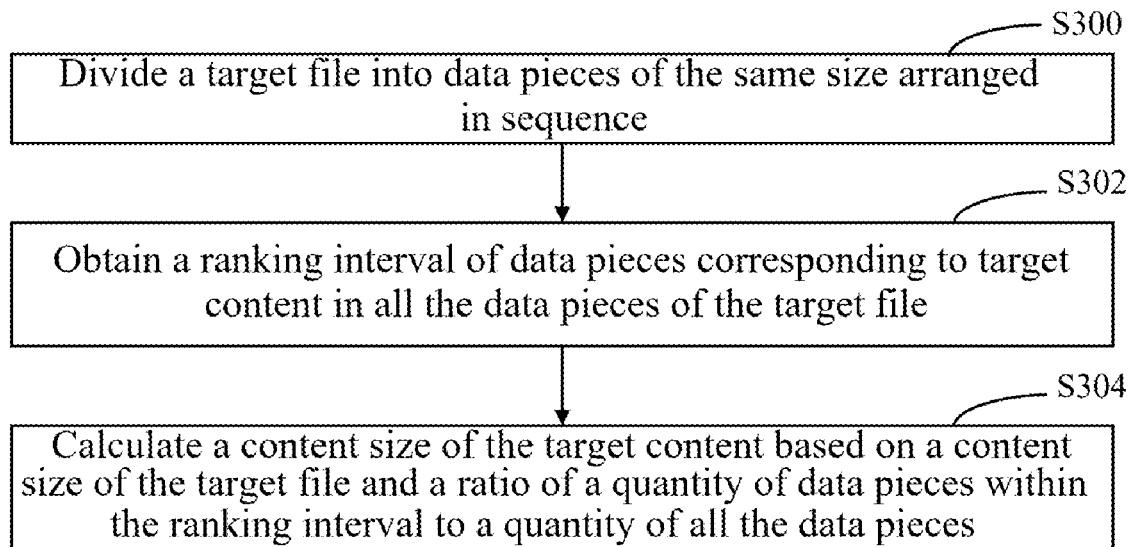 S300
Divide a target file into data pieces of the same size arranged
in sequence
S302
Obtain a ranking interval of data pieces corresponding to target
content in all the data pieces of the target file
S304
Calculate a content size of the target content based on a content
size of the target file and a ratio of a quantity of data pieces within
the ranking interval to a quantity of all the data pieces